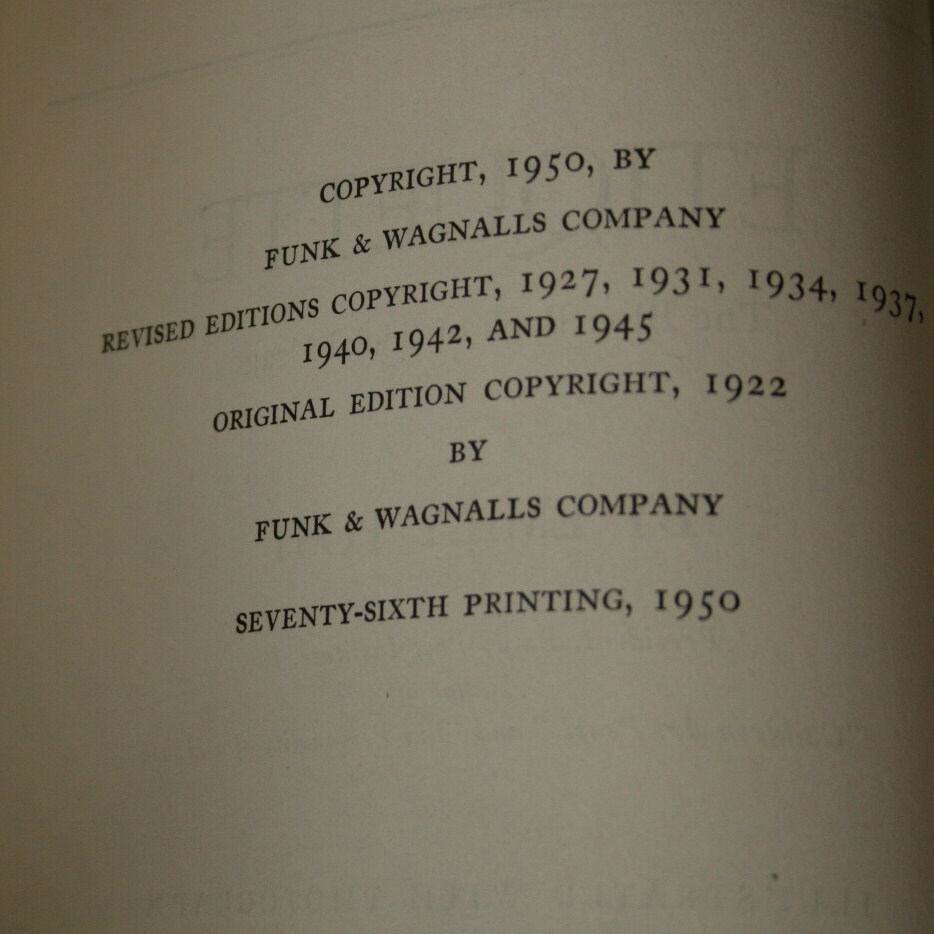 COPYRIGHT, 1950, BY
FUNK & WAGNALLS COMPANY
REVISED EDITIONS COPYRIGHT, 1927, 1931, 1934, 1937,
1940, 1942, AND 1945
ORIGINAL EDITION COPYRIGHT, 1922
BY
FUNK & WAGNALLS COMPANY
SEVENTY-SIXTH PRINTING, 1950